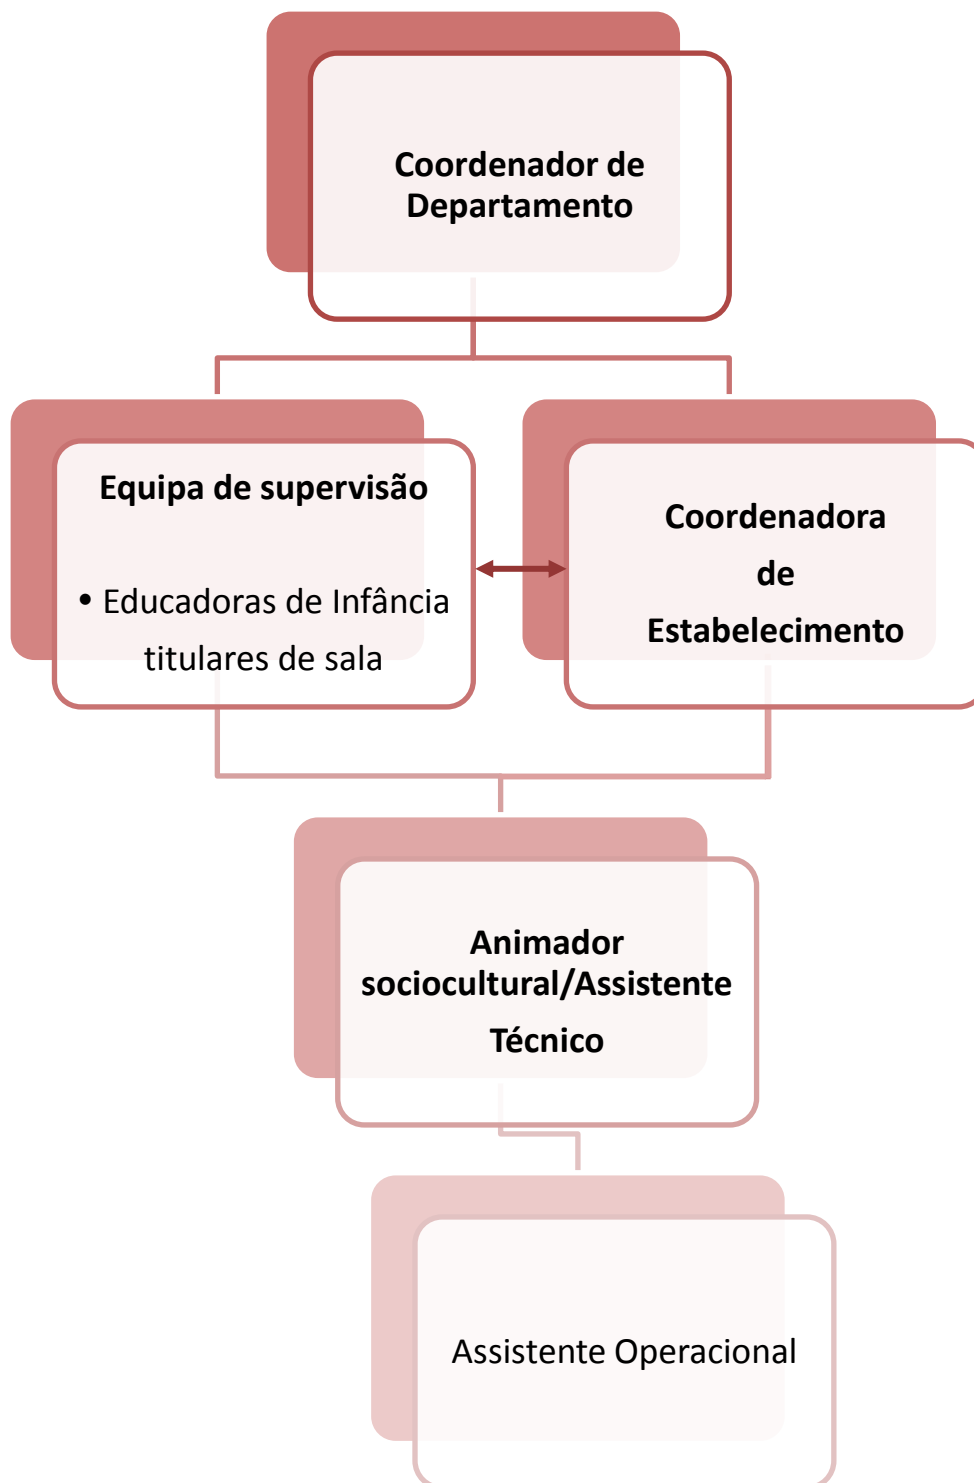 Coordenador de
Departamento
Equipa de supervisão
• Educadoras de Infância
titulares de sala
Coordenadora
de
Estabelecimento
Animador
sociocultural/Assistente
Técnico
Assistente Operacional